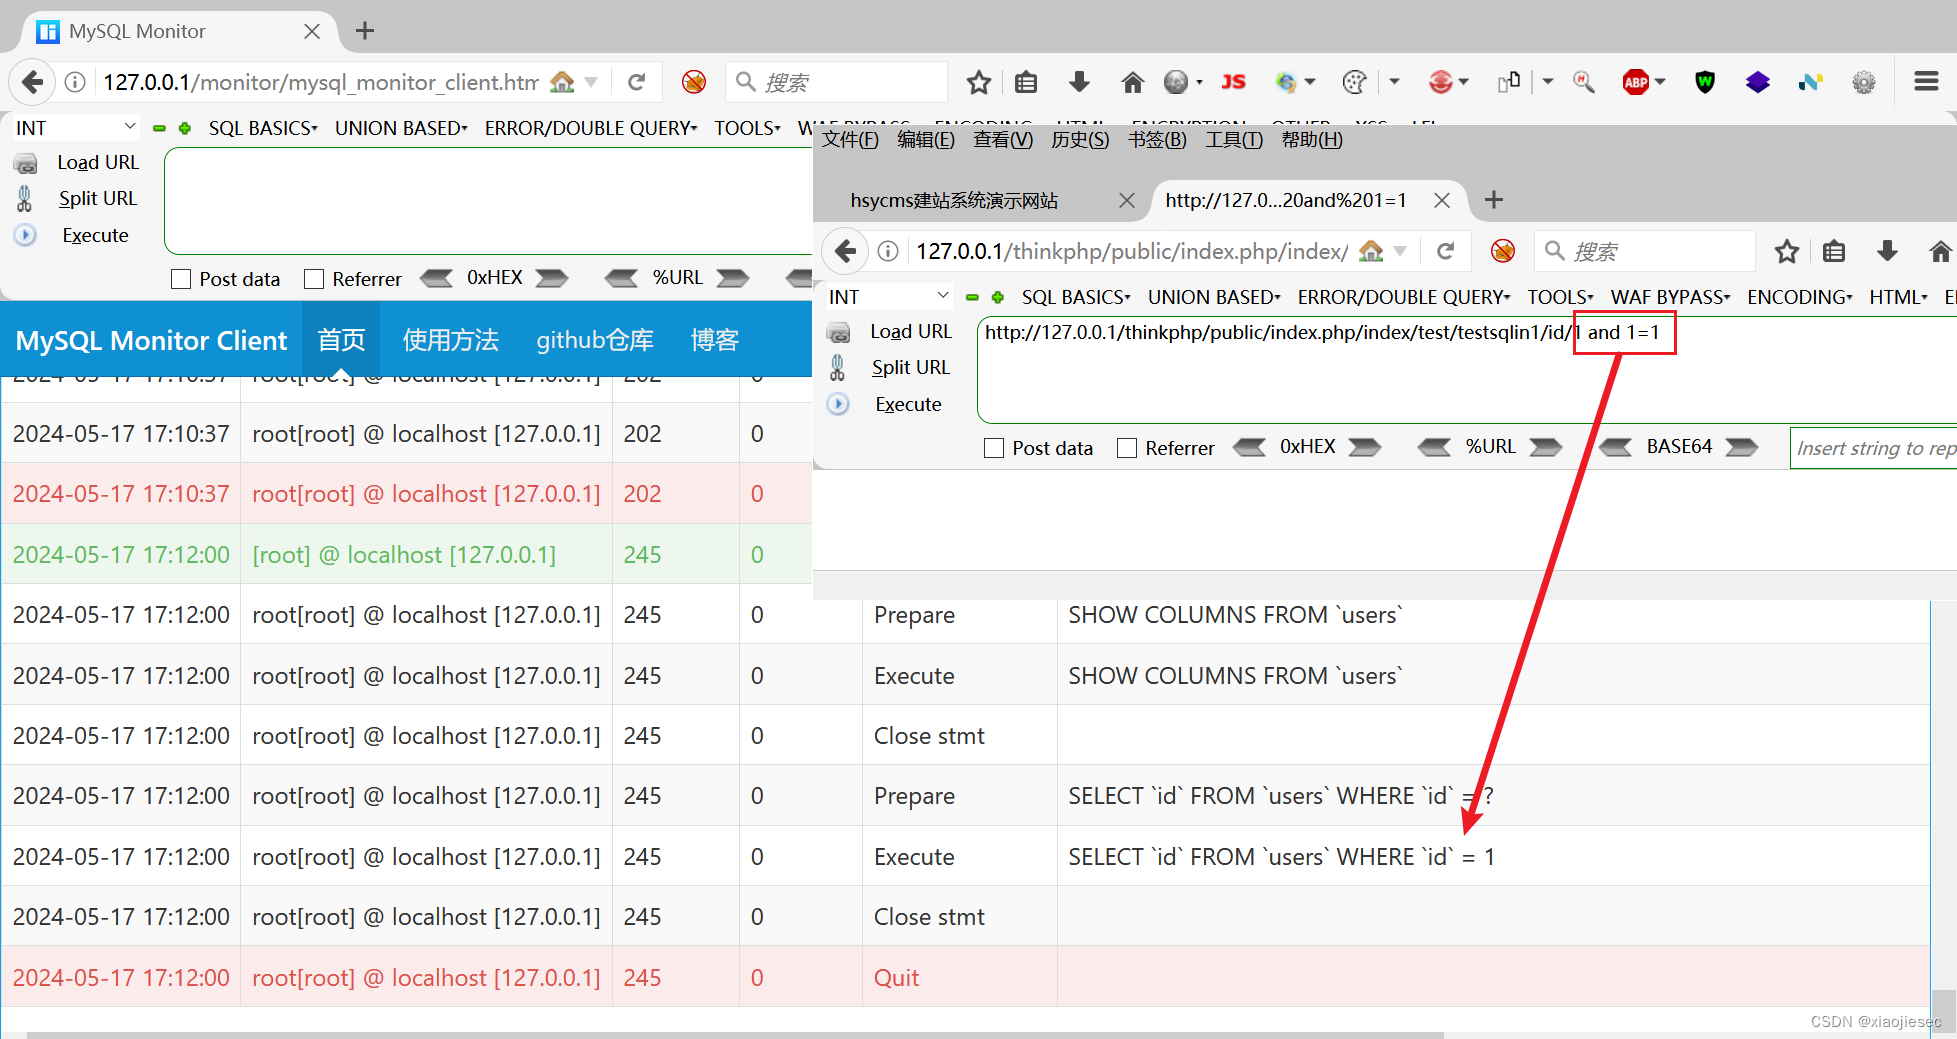 MySQL Monitor
127.0.0.1/monitor/mysql_monitor_client.htm
搜索
JS
ABP
INT
SQL BASICS
UNION BASED
ERROR/DOUBLE QUERY
TOOLS
Load URL
Split URL
Execute
Post data
Referrer
0xHEX
%URL
文件(F) 编辑(E) 查看(V) 历史(S) 书签(B) 工具(T) 帮助(H)
hsycms建站系统演示网站
http://127.0...20and%201=1
127.0.0.1/thinkphp/public/index.php/index/
搜索
INT
SQL BASICS
UNION BASED
ERROR/DOUBLE QUERY
TOOLS
WAF BYPASS
ENCODING
HTML
Load URL
Split URL
Execute
http://127.0.0.1/thinkphp/public/index.php/index/test/testsqlin1/id/1 and 1=1
Post data
Referrer
0xHEX
%URL
BASE64
Insert string to rep
MySQL Monitor Client 首页 使用方法 github仓库 博客
2024-05-17 17:10:37 root[root] @ localhost [127.0.0.1] 202 0
2024-05-17 17:10:37 root[root] @ localhost [127.0.0.1] 202 0
2024-05-17 17:12:00 [root] @ localhost [127.0.0.1] 245 0
2024-05-17 17:12:00 root[root] @ localhost [127.0.0.1] 245 0 Prepare SHOW COLUMNS FROM `users`
2024-05-17 17:12:00 root[root] @ localhost [127.0.0.1] 245 0 Execute SHOW COLUMNS FROM `users`
2024-05-17 17:12:00 root[root] @ localhost [127.0.0.1] 245 0 Close stmt
2024-05-17 17:12:00 root[root] @ localhost [127.0.0.1] 245 0 Prepare SELECT `id` FROM `users` WHERE `id` = ?
2024-05-17 17:12:00 root[root] @ localhost [127.0.0.1] 245 0 Execute SELECT `id` FROM `users` WHERE `id` = 1
2024-05-17 17:12:00 root[root] @ localhost [127.0.0.1] 245 0 Close stmt
2024-05-17 17:12:00 root[root] @ localhost [127.0.0.1] 245 0 Quit
CSDN @xiaojiesec